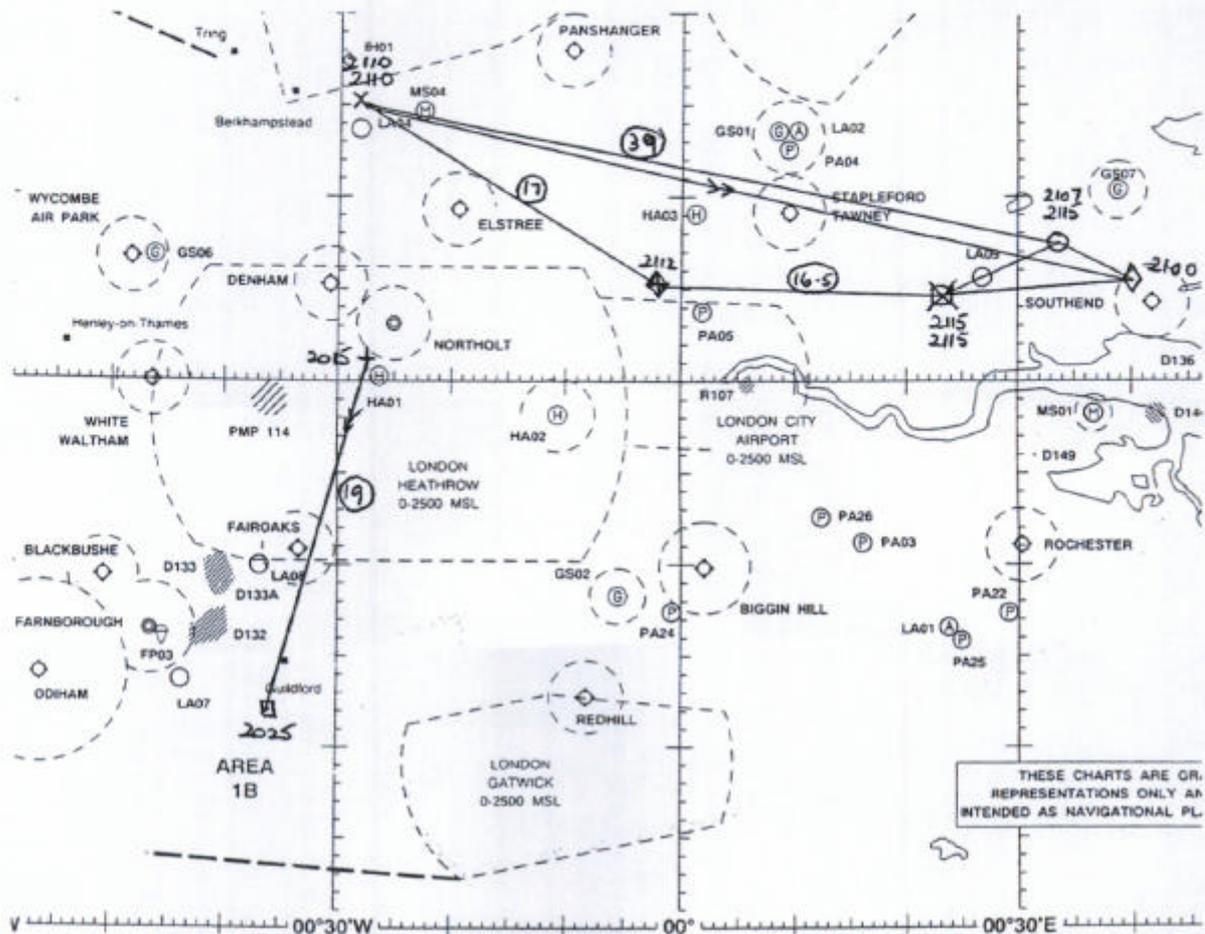 Tring
BH01
2110
2110
PANSHANGER
MS04
Berkhampstead
LA04
GS01
G
A
LA02
P
PA04
39
17
WYCOMBE
AIR PARK
G
GS06
ELSTREE
HA03
H
STAPLEFORD
TAWNEY
2107
2115
GS07
G
DENHAM
2112
16.5
LA05
2100
SOUTHEND
Henley-on-Thames
NORTHOLT
PA05
2115
2115
2015
D136
WHITE
WALTHAM
PMP 114
H
HA01
HA02
H
R107
LONDON CITY
AIRPORT
0-2500 MSL
MS01
H
D14
D149
LONDON
HEATHROW
0-2500 MSL
19
P
PA26
P
PA03
ROCHESTER
FAIROAKS
BLACKBUSHE
D133
LA08
D133A
GS02
G
BIGGIN HILL
PA22
P
FARNBOROUGH
D132
FP03
PA24
P
LA01
A
P
PA25
ODIHAM
LA07
Guildford
2025
REDHILL
AREA
1B
LONDON
GATWICK
0-2500 MSL
THESE CHARTS ARE GR
REPRESENTATIONS ONLY AN
INTENDED AS NAVIGATIONAL PL
00°30'W
00°
00°30'E